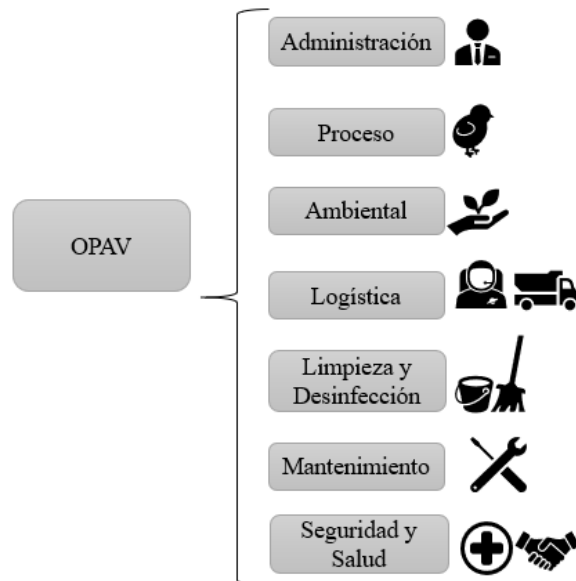 Administración
Proceso
Ambiental
OPAV
Logística
Limpieza y
Desinfección
Mantenimiento
Seguridad y
Salud